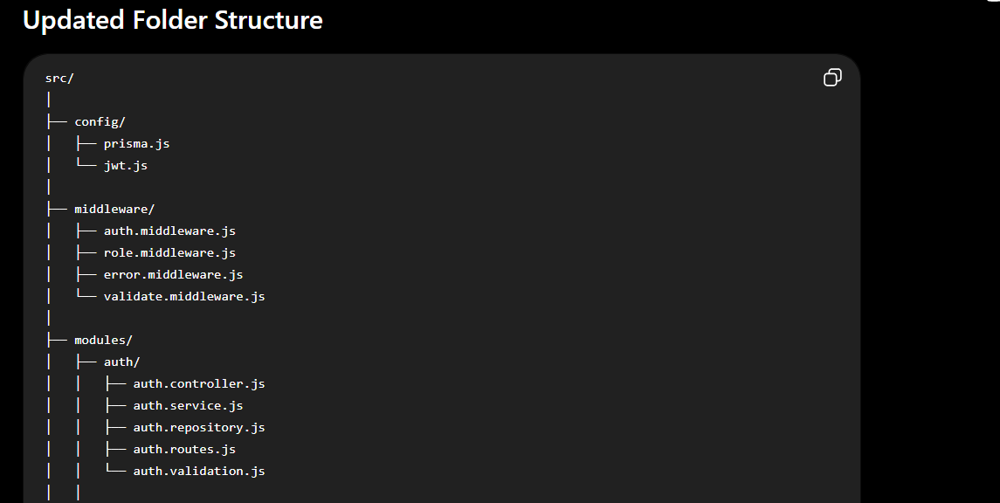 Updated Folder Structure
src/
│
├── config/
│   ├── prisma.js
│   └── jwt.js
│
├── middleware/
│   ├── auth.middleware.js
│   ├── role.middleware.js
│   ├── error.middleware.js
│   └── validate.middleware.js
│
├── modules/
│   ├── auth/
│   │   ├── auth.controller.js
│   │   ├── auth.service.js
│   │   ├── auth.repository.js
│   │   ├── auth.routes.js
│   │   └── auth.validation.js
│   │